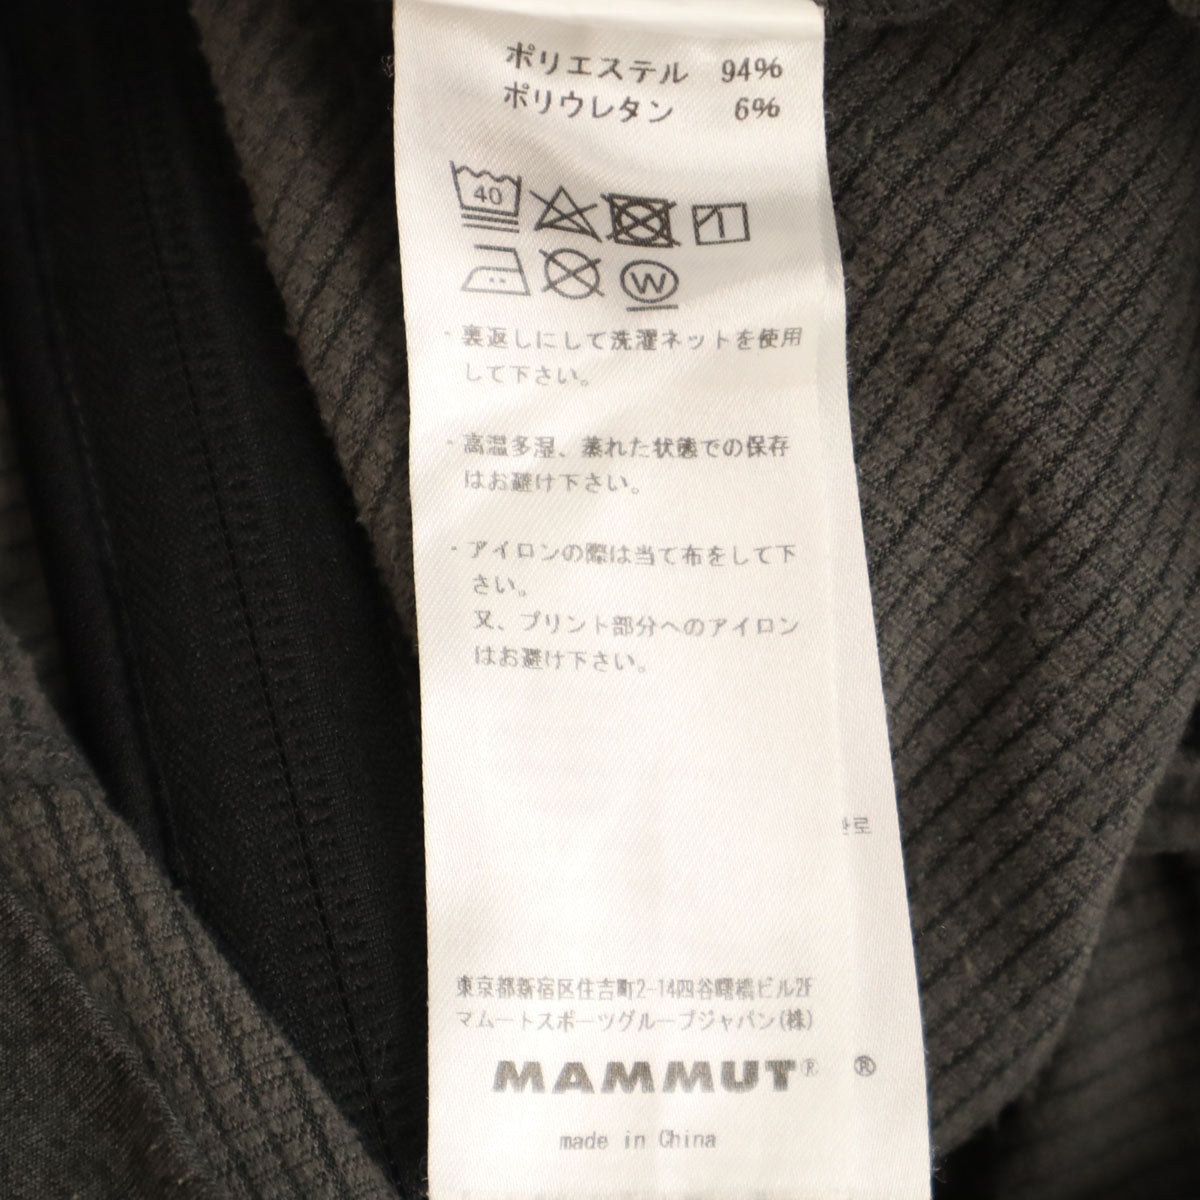 ポリエステル 94%
ポリウレタン 6%
40
W
・裏返しにして洗濯ネットを使用
して下さい。
・高温多湿、蒸れた状態での保存
はお避け下さい。
・アイロンの際は当て布をして下
さい。
又、プリント部分へのアイロン
はお避け下さい。
로
東京都新宿区住吉町2-14四谷曙橋ビル2F
マムートスポーツグループジャパン(株)
MAMMUT® ®
made in China